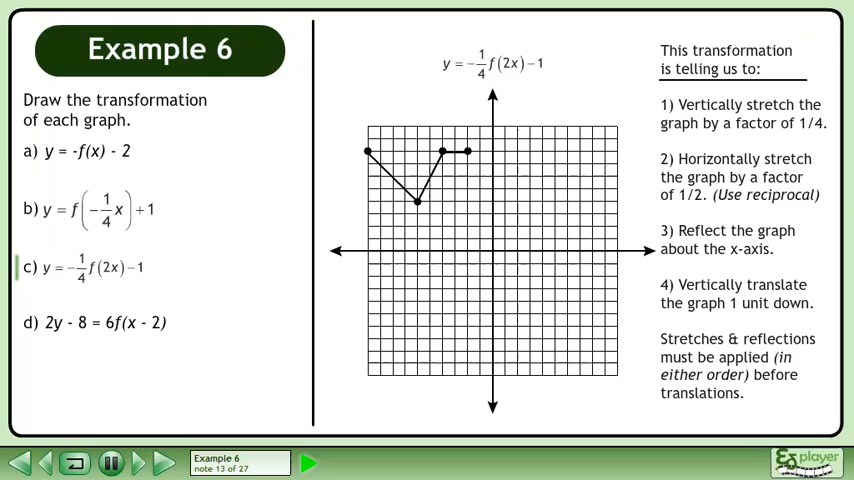 Example 6
Draw the transformation
of each graph.
a) y = -f(x) - 2
b) y = f(-1/4 x) + 1
c) y = -1/4 f(2x) - 1
d) 2y - 8 = 6f(x - 2)
y = -1/4 f(2x) - 1
This transformation
is telling us to:
1) Vertically stretch the
graph by a factor of 1/4.
2) Horizontally stretch
the graph by a factor
of 1/2. (Use reciprocal)
3) Reflect the graph
about the x-axis.
4) Vertically translate
the graph 1 unit down.
Stretches & reflections
must be applied (in
either order) before
translations.
Example 6
note 13 of 27
Ez player